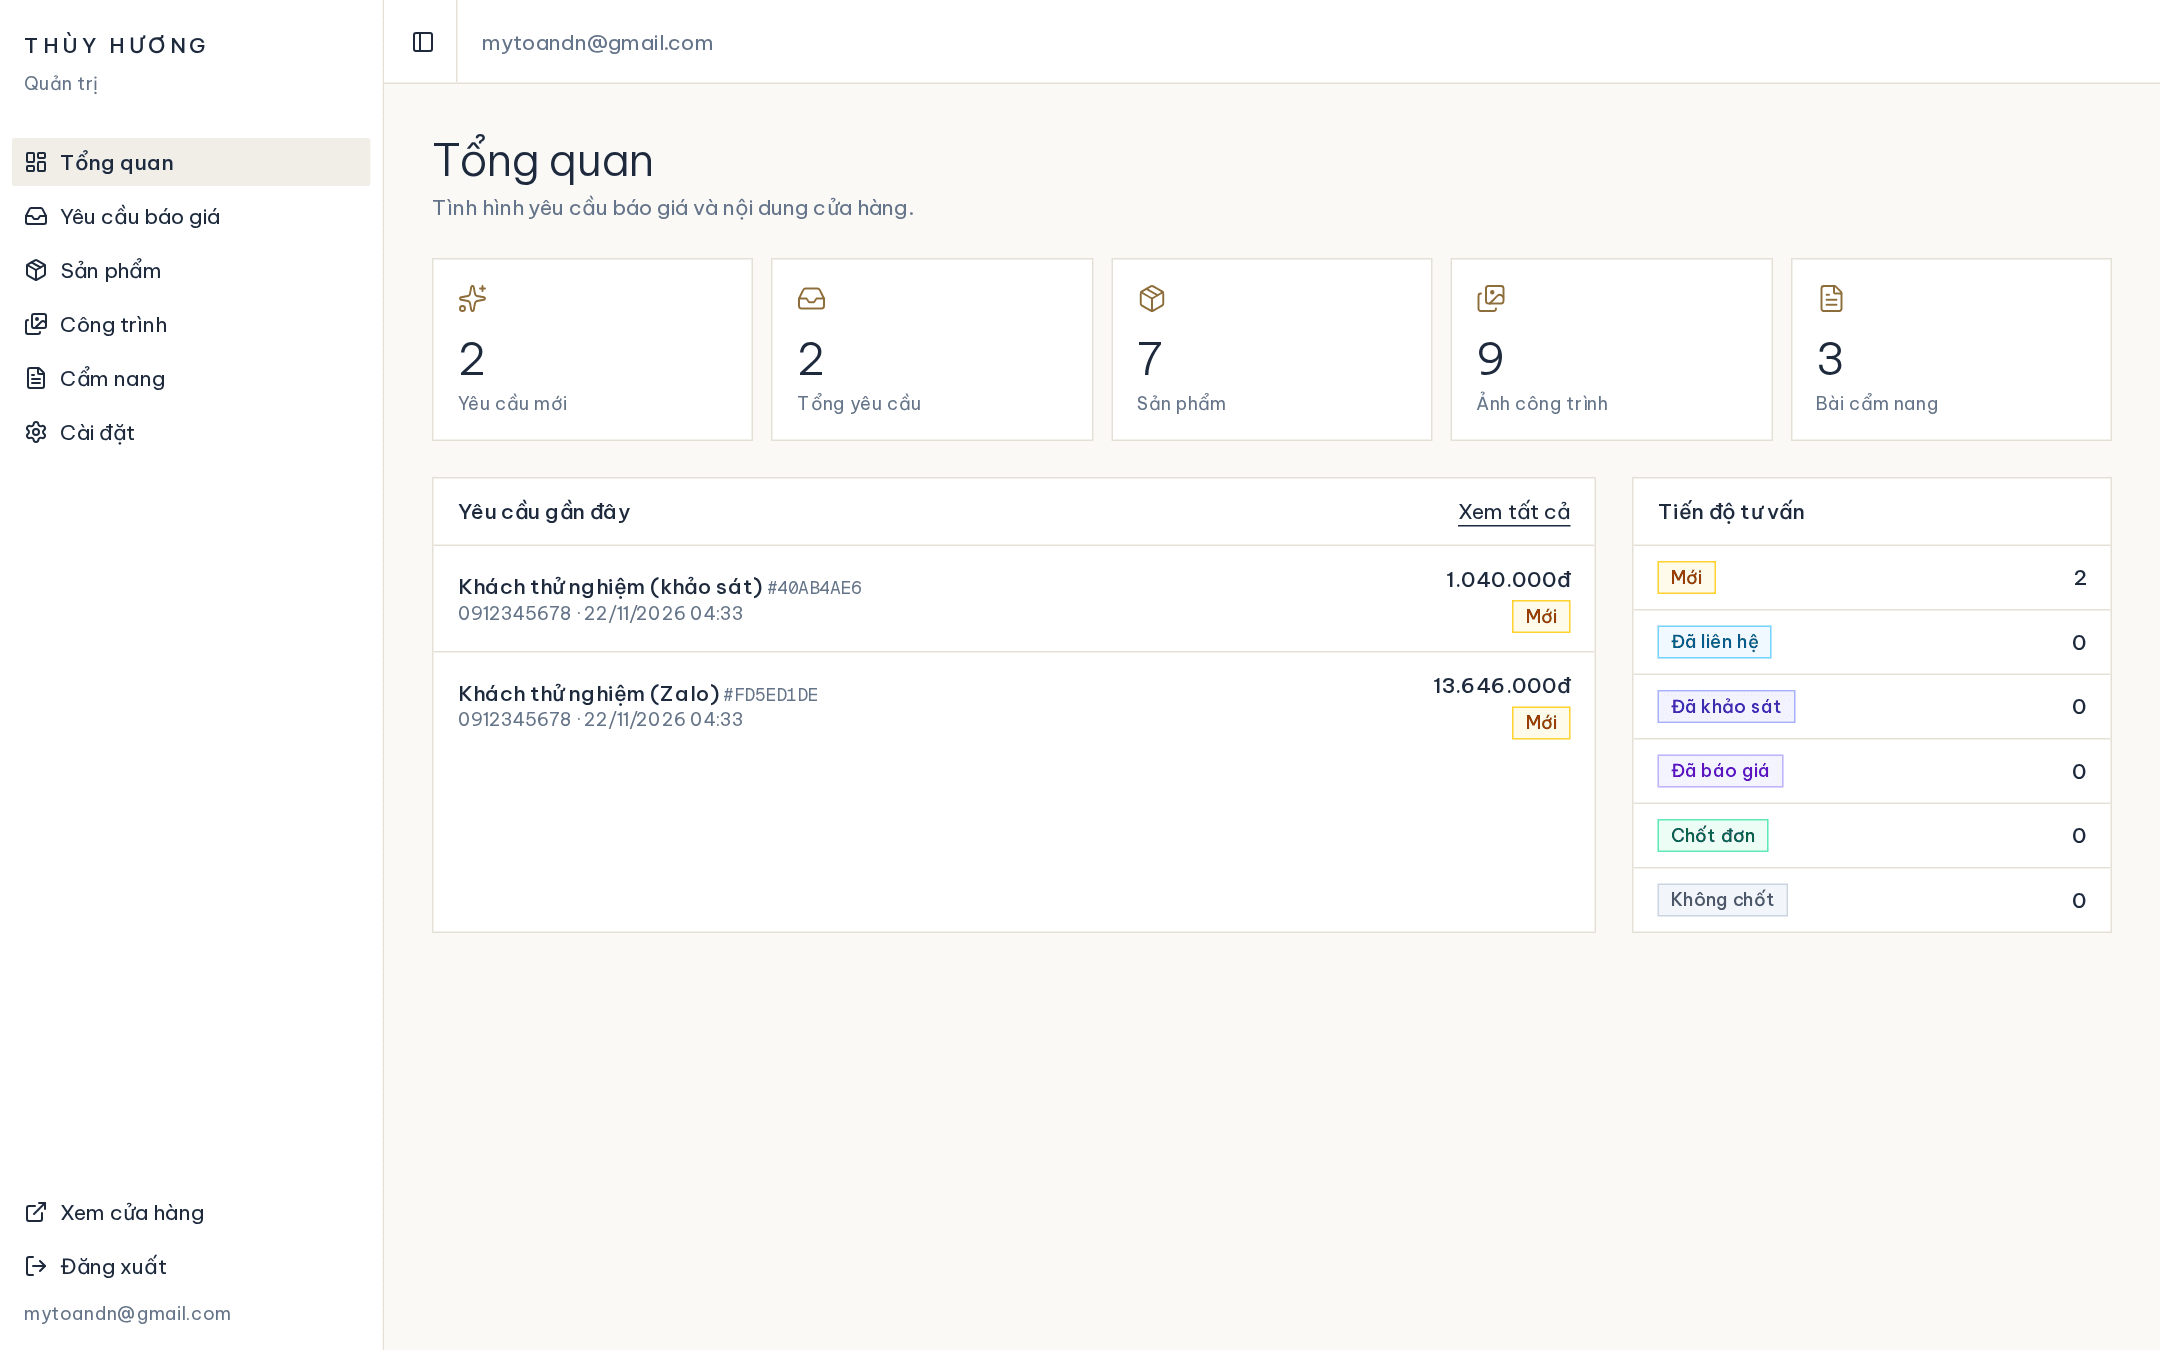 THÙY HƯƠNG
Quản trị
Tổng quan
Yêu cầu báo giá
Sản phẩm
Công trình
Cẩm nang
Cài đặt
Xem cửa hàng
Đăng xuất
mytoandn@gmail.com
mytoandn@gmail.com
Tổng quan
Tình hình yêu cầu báo giá và nội dung cửa hàng.
2
Yêu cầu mới
2
Tổng yêu cầu
7
Sản phẩm
9
Ảnh công trình
3
Bài cẩm nang
Yêu cầu gần đây
Xem tất cả
Khách thử nghiệm (khảo sát) #40AB4AE6
0912345678 · 22/11/2026 04:33
1.040.000đ
Mới
Khách thử nghiệm (Zalo) #FD5ED1DE
0912345678 · 22/11/2026 04:33
13.646.000đ
Mới
Tiến độ tư vấn
Mới 2
Đã liên hệ 0
Đã khảo sát 0
Đã báo giá 0
Chốt đơn 0
Không chốt 0